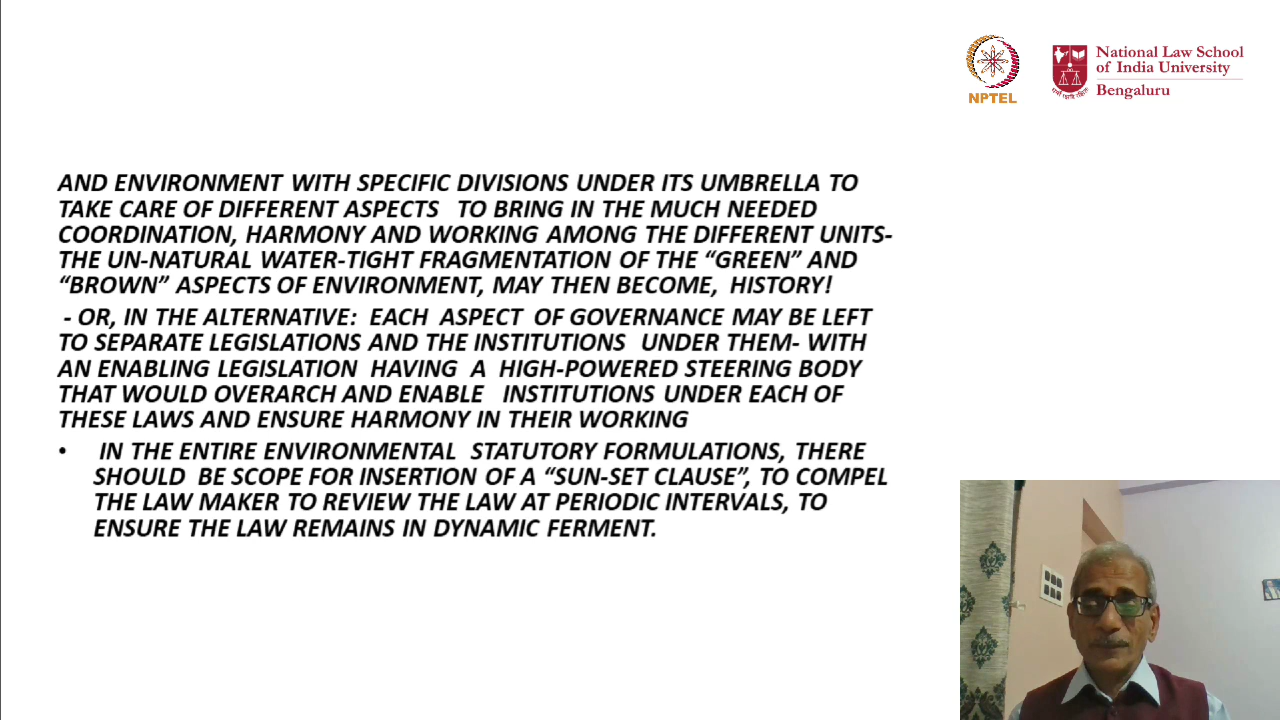 NPTEL
National Law School
of India University
Bengaluru
AND ENVIRONMENT WITH SPECIFIC DIVISIONS UNDER ITS UMBRELLA TO
TAKE CARE OF DIFFERENT ASPECTS TO BRING IN THE MUCH NEEDED
COORDINATION, HARMONY AND WORKING AMONG THE DIFFERENT UNITS-
THE UN-NATURAL WATER-TIGHT FRAGMENTATION OF THE “GREEN” AND
“BROWN” ASPECTS OF ENVIRONMENT, MAY THEN BECOME, HISTORY!
- OR, IN THE ALTERNATIVE: EACH ASPECT OF GOVERNANCE MAY BE LEFT
TO SEPARATE LEGISLATIONS AND THE INSTITUTIONS UNDER THEM- WITH
AN ENABLING LEGISLATION HAVING A HIGH-POWERED STEERING BODY
THAT WOULD OVERARCH AND ENABLE INSTITUTIONS UNDER EACH OF
THESE LAWS AND ENSURE HARMONY IN THEIR WORKING
• IN THE ENTIRE ENVIRONMENTAL STATUTORY FORMULATIONS, THERE
SHOULD BE SCOPE FOR INSERTION OF A “SUN-SET CLAUSE”, TO COMPEL
THE LAW MAKER TO REVIEW THE LAW AT PERIODIC INTERVALS, TO
ENSURE THE LAW REMAINS IN DYNAMIC FERMENT.